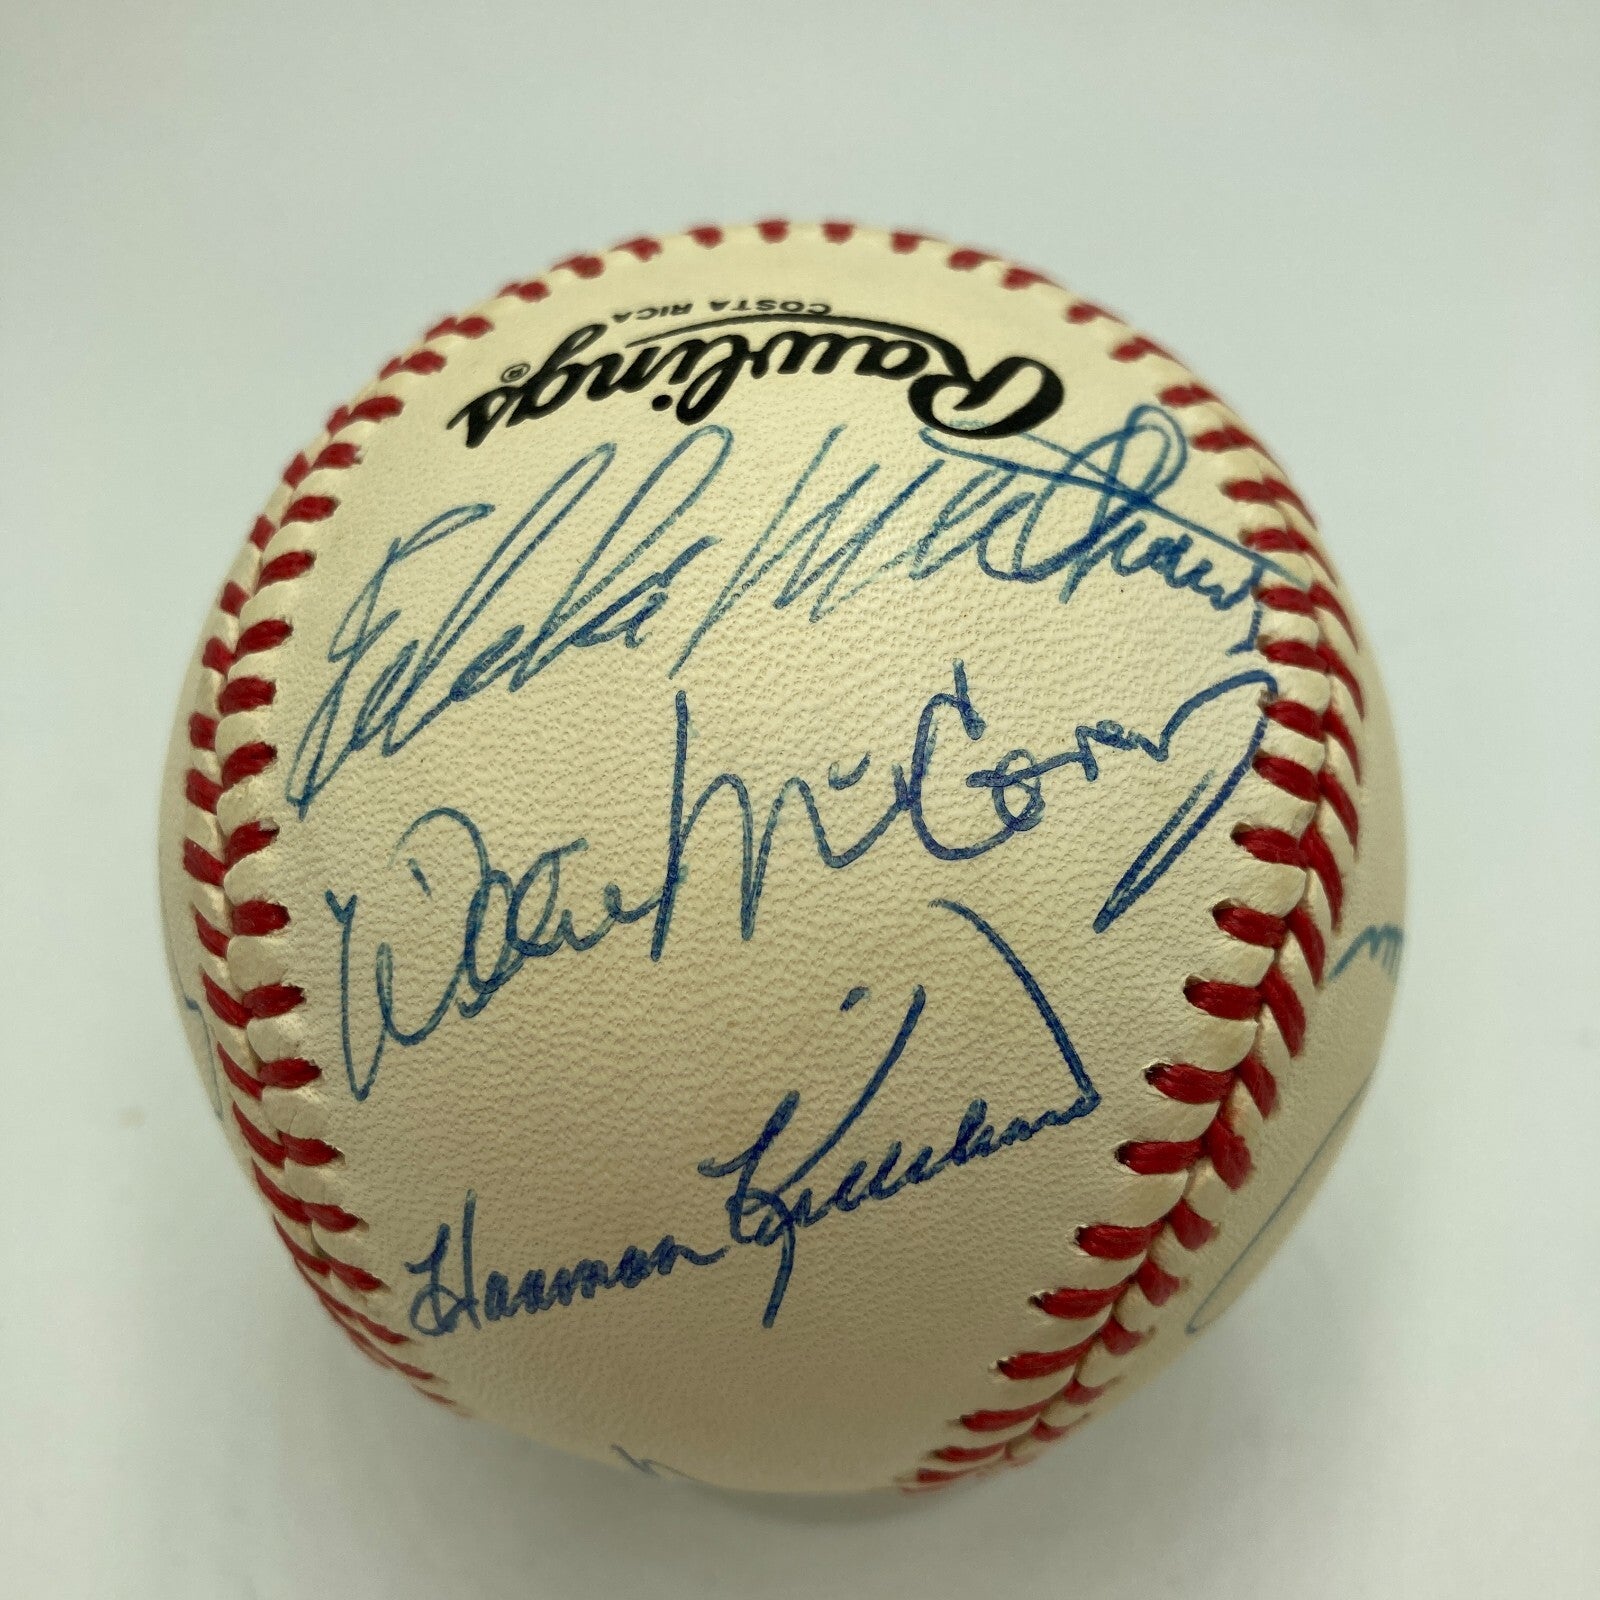 COSTA RICA
Rawlings®
Eddie Mathews
Willie McCovey
Harmon Killebrew